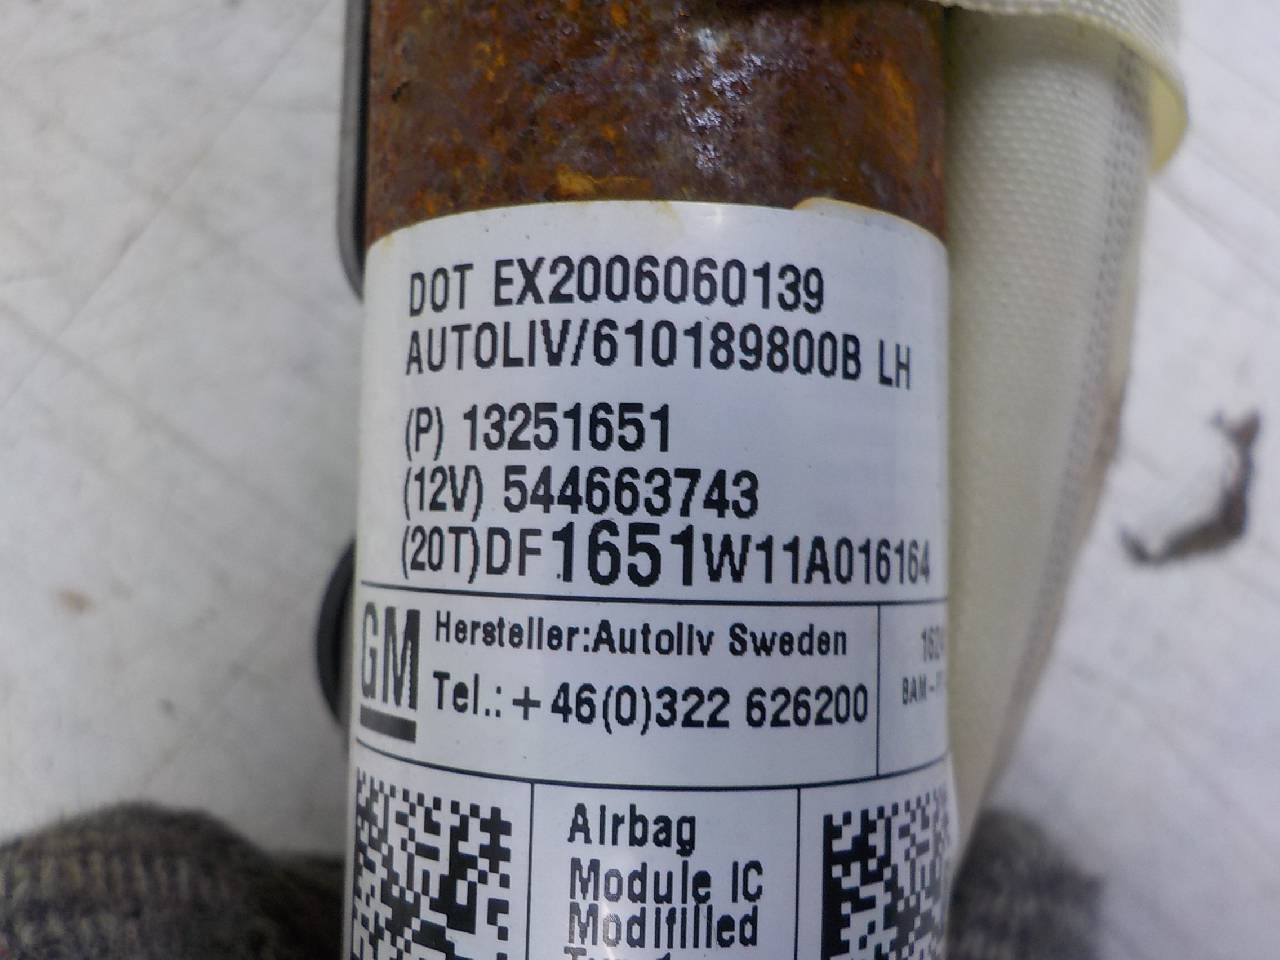 DOT EX2006060139
AUTOLIV/610189800B LH
(P) 13251651
(12V) 544663743
(20T)DF1651W11A016164
GM
Hersteller:Autoliv Sweden
Tel.: +46(0)322 626200
Airbag
Module IC
Modifilled